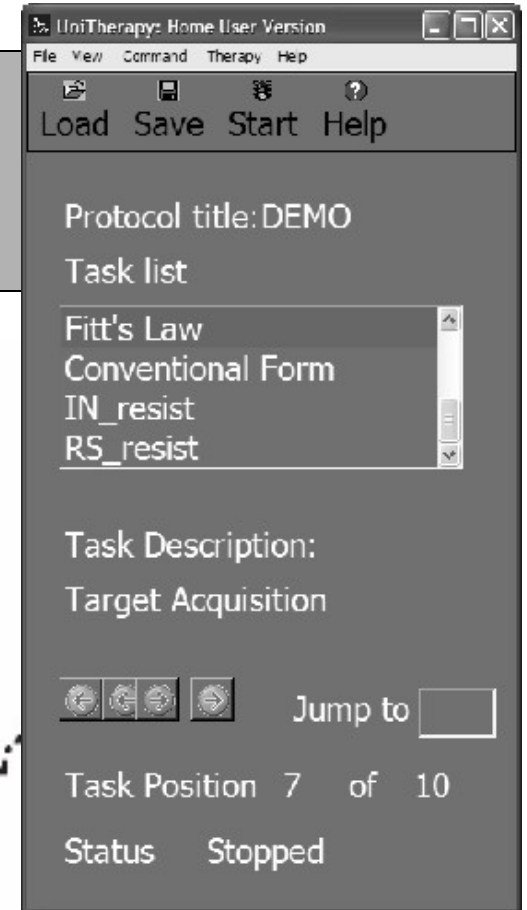 UniTherapy: Home User Version
File View Command Therapy Help
Load Save Start Help
Protocol title:DEMO
Task list
Fitt's Law
Conventional Form
IN_resist
RS_resist
Task Description:
Target Acquisition
Jump to
Task Position 7 of 10
Status Stopped